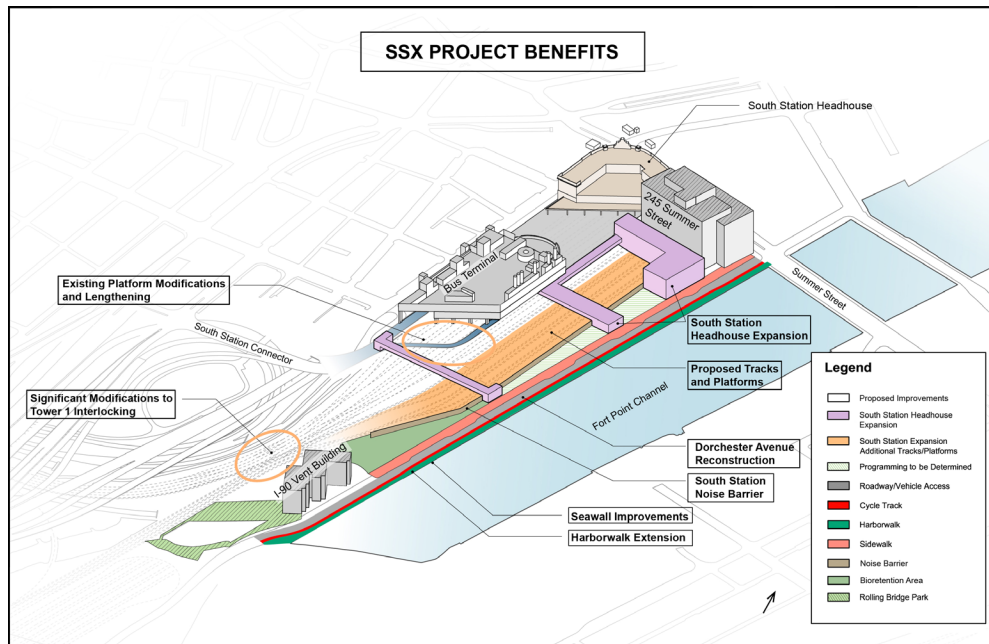 SSX PROJECT BENEFITS
South Station Headhouse
245 Summer
Street
Bus Terminal
Existing Platform Modifications
and Lengthening
Summer Street
South Station Connector
South Station
Headhouse Expansion
Proposed Tracks
and Platforms
Significant Modifications to
Tower 1 Interlocking
Fort Point Channel
I-90 Vent Building
Dorchester Avenue
Reconstruction
South Station
Noise Barrier
Seawall Improvements
Harborwalk Extension
Legend
Proposed Improvements
South Station Headhouse
Expansion
South Station Expansion
Additional Tracks/Platforms
Programming to be Determined
Roadway/Vehicle Access
Cycle Track
Harborwalk
Sidewalk
Noise Barrier
Bioretention Area
Rolling Bridge Park